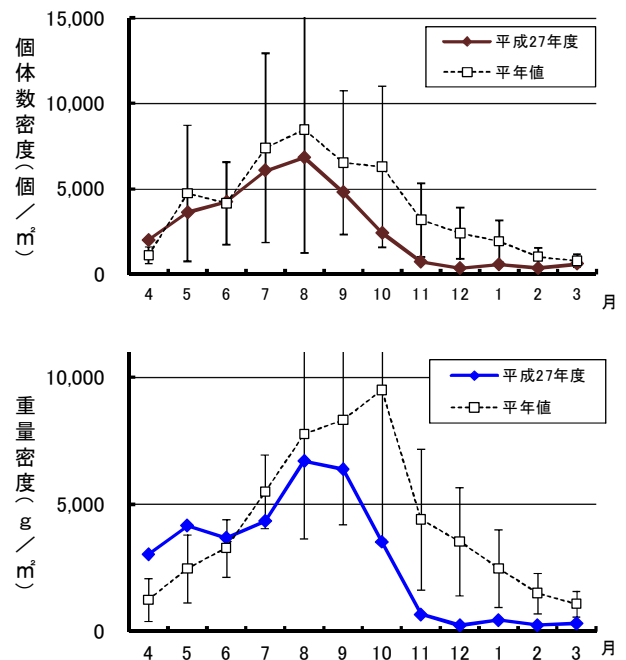 個体数密度（個／㎡）
15,000
10,000
5,000
0
平成27年度
平年値
4 5 6 7 8 9 10 11 12 1 2 3 月
重量密度（ｇ／㎡）
10,000
5,000
0
平成27年度
平年値
4 5 6 7 8 9 10 11 12 1 2 3 月